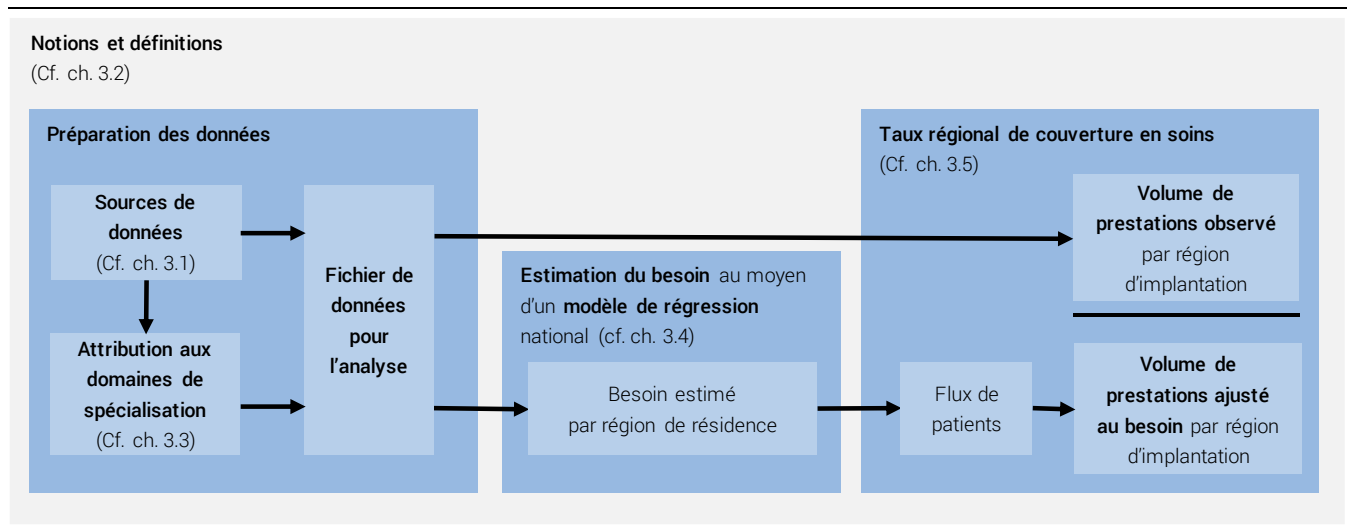 Notions et définitions
(Cf. ch. 3.2)
Préparation des données
Sources de
données
(Cf. ch. 3.1)
Attribution aux
domaines de
spécialisation
(Cf. ch. 3.3)
Fichier de
données
pour
l'analyse
Estimation du besoin au moyen
d'un modèle de régression
national (cf. ch. 3.4)
Besoin estimé
par région de résidence
Taux régional de couverture en soins
(Cf. ch. 3.5)
Volume de
prestations observé
par région
d'implantation
Flux de
patients
Volume de
prestations ajusté
au besoin par région
d'implantation